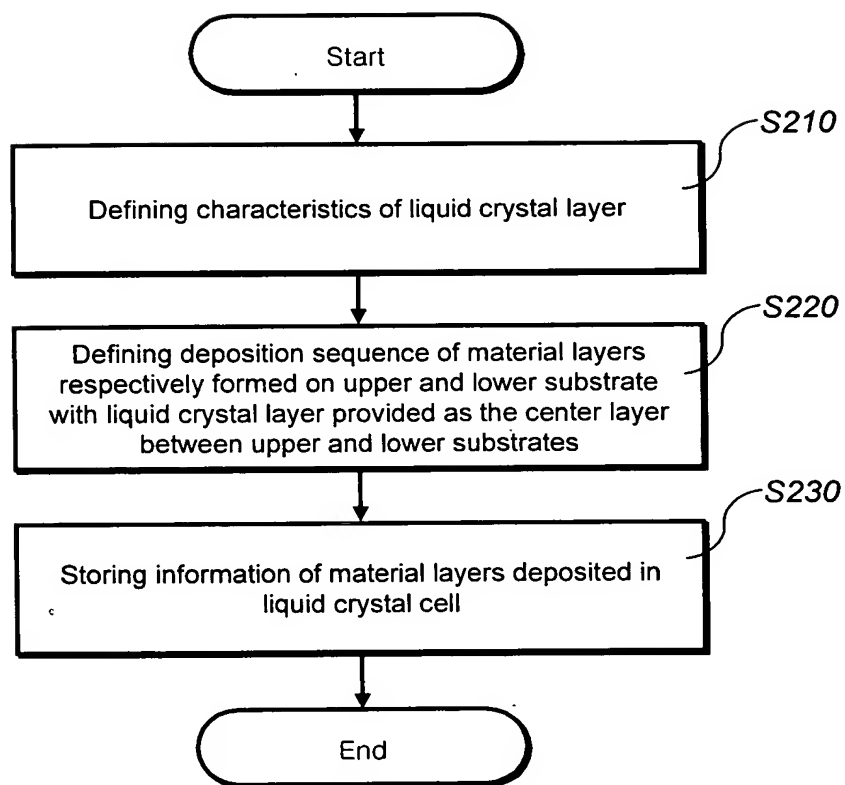 Start
S210
Defining characteristics of liquid crystal layer
S220
Defining deposition sequence of material layers
respectively formed on upper and lower substrate
with liquid crystal layer provided as the center layer
between upper and lower substrates
S230
Storing information of material layers deposited in
liquid crystal cell
End